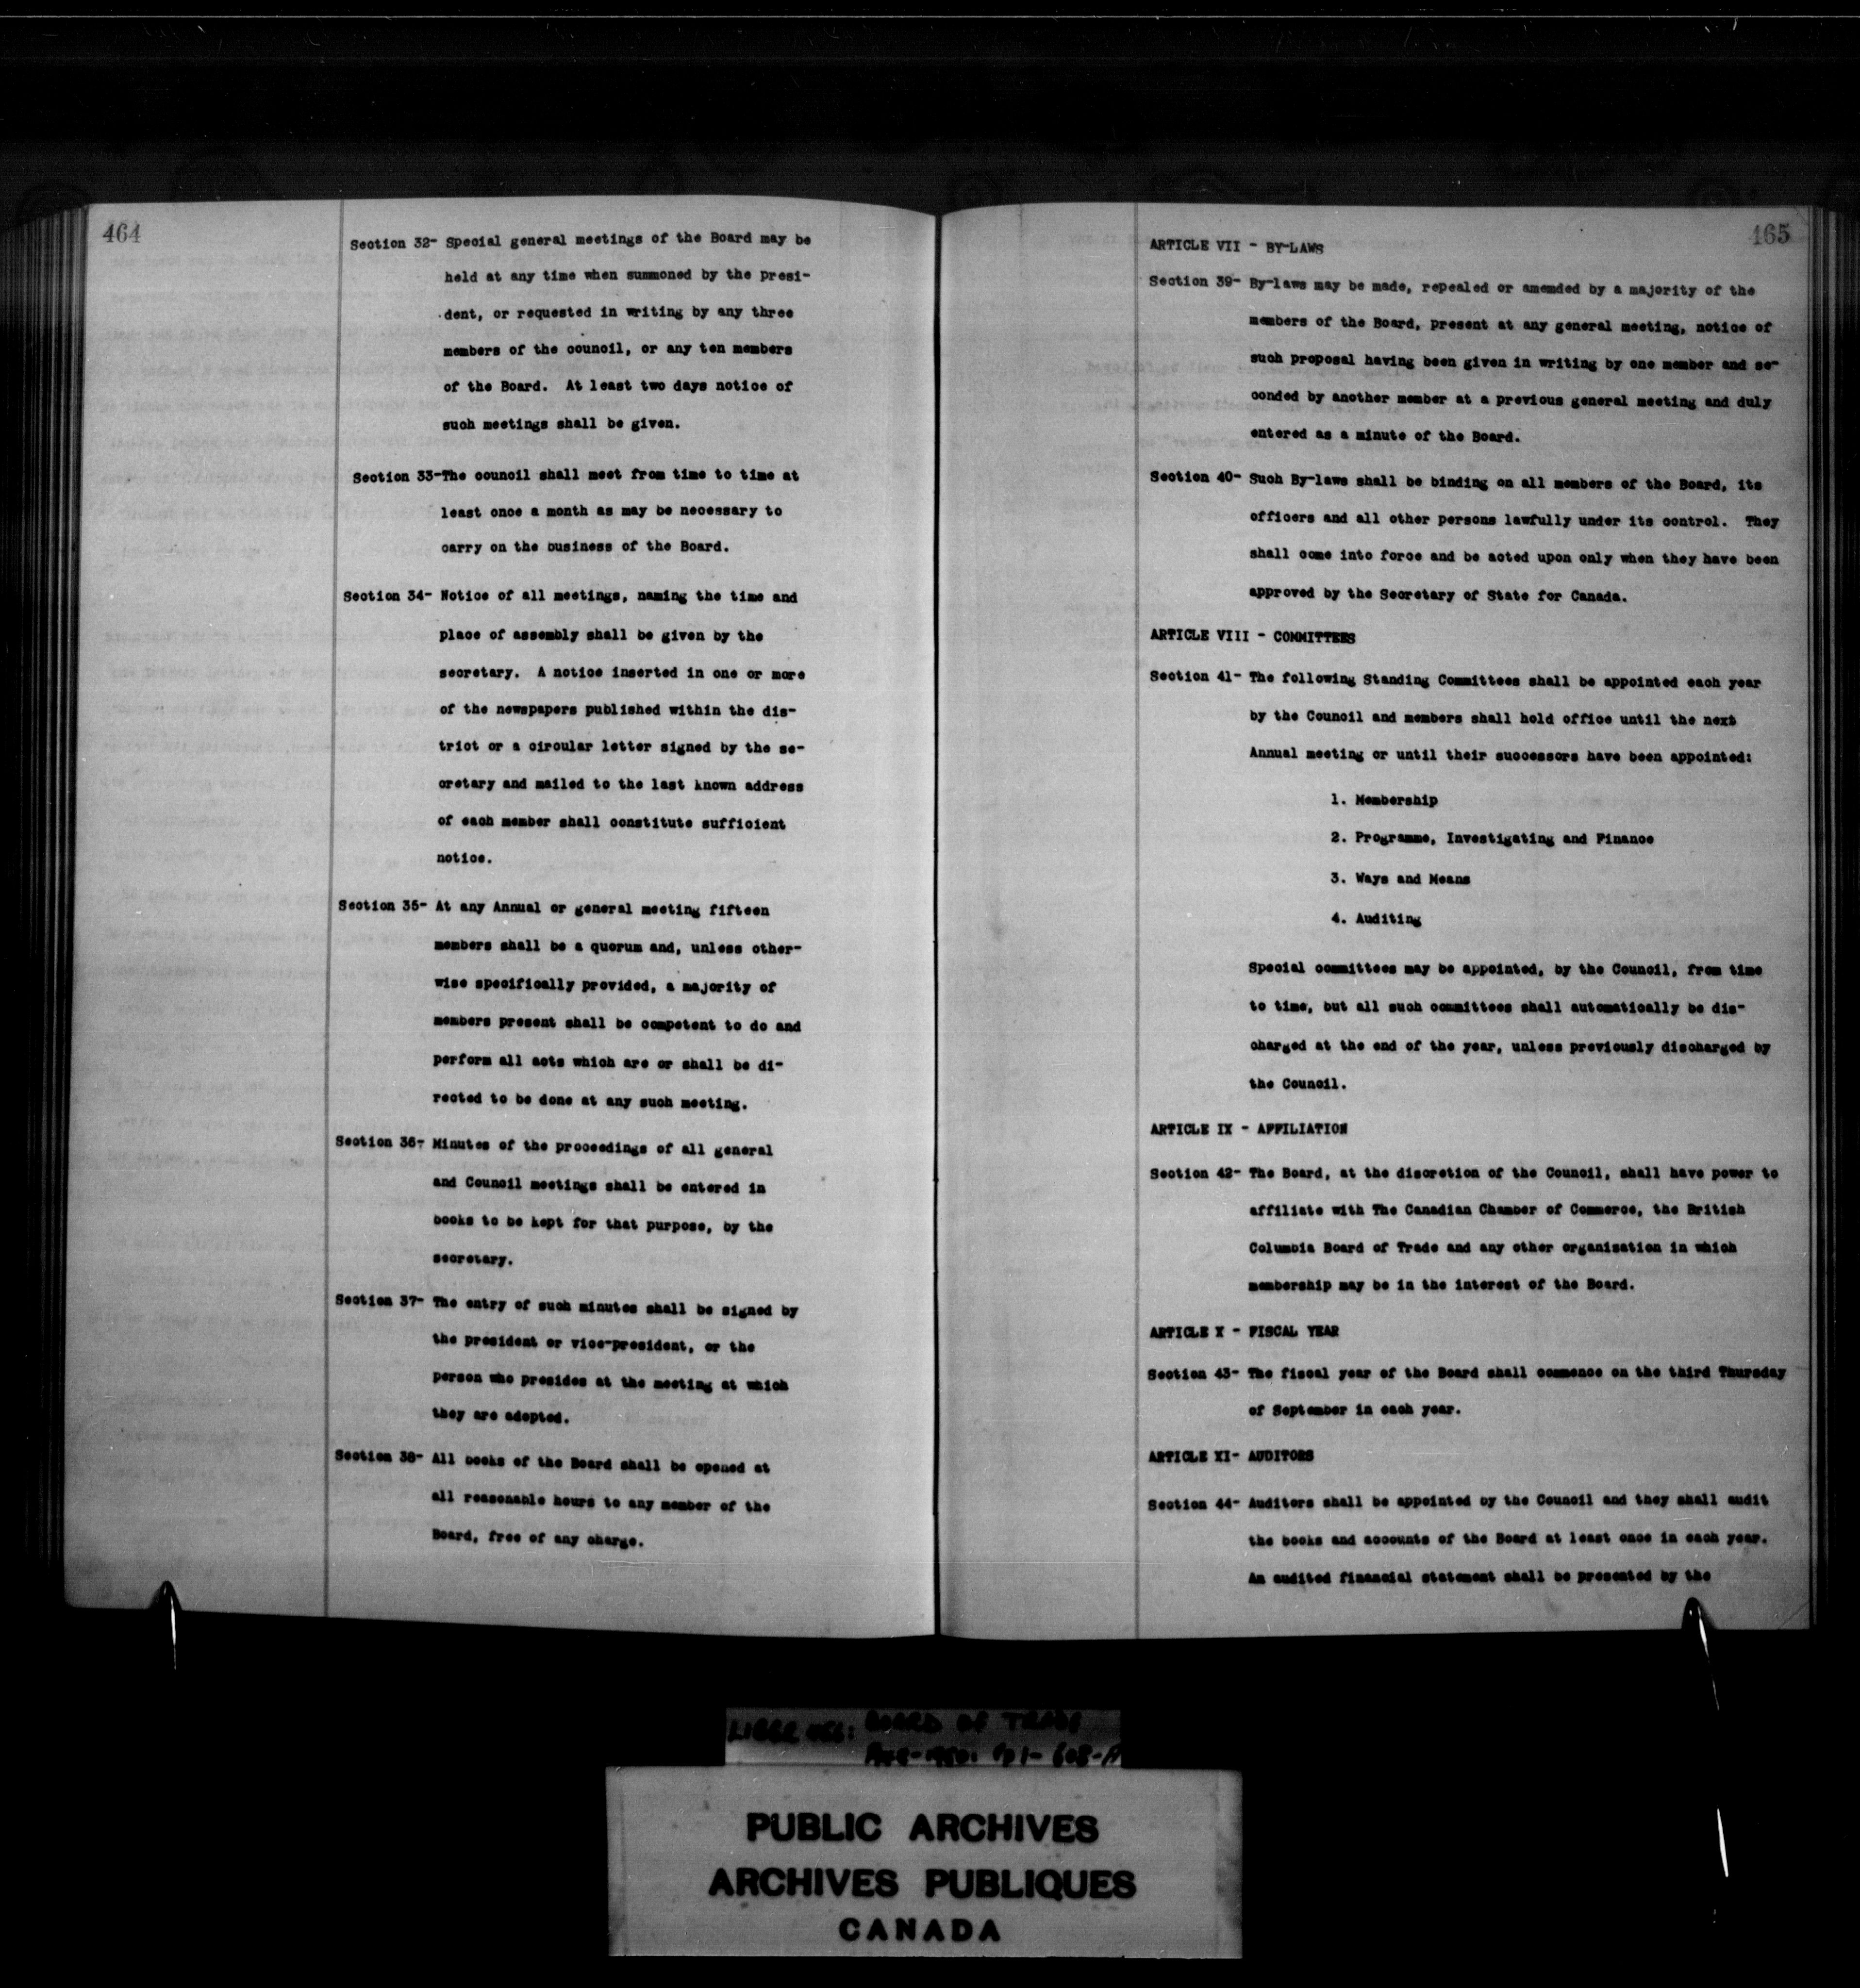 464
Section 32- Special general meetings of the Board may be
held at any time when summoned by the presi-
dent, or requested in writing by any three
members of the council, or any ten members
of the Board. At least two days notice of
such meetings shall be given.
Section 33-The council shall meet from time to time at
least once a month as may be necessary to
carry on the business of the Board.
Section 34- Notice of all meetings, naming the time and
place of assembly shall be given by the
secretary. A notice inserted in one or more
of the newspapers published within the dis-
trict or a circular letter signed by the se-
cretary and mailed to the last known address
of each member shall constitute sufficient
notice.
Section 35- At any Annual or general meeting fifteen
members shall be a quorum and, unless other-
wise specifically provided, a majority of
members present shall be competent to do and
perform all acts which are or shall be di-
rected to be done at any such meeting.
Section 36- Minutes of the proceedings of all general
and Council meetings shall be entered in
books to be kept for that purpose, by the
secretary.
Section 37- The entry of such minutes shall be signed by
the president or vice-president, or the
person who presides at the meeting at which
they are adopted.
Section 38- All books of the Board shall be opened at
all reasonable hours to any member of the
Board, free of any charge.
465
ARTICLE VII - BY-LAWS
Section 39- By-laws may be made, repealed or amended by a majority of the
members of the Board, present at any general meeting, notice of
such proposal having been given in writing by one member and se-
conded by another member at a previous general meeting and duly
entered as a minute of the Board.
Section 40- Such By-laws shall be binding on all members of the Board, its
officers and all other persons lawfully under its control. They
shall come into force and be acted upon only when they have been
approved by the Secretary of State for Canada.
ARTICLE VIII - COMMITTEES
Section 41- The following Standing Committees shall be appointed each year
by the Council and members shall hold office until the next
Annual meeting or until their successors have been appointed:
1. Membership
2. Programme, Investigating and Finance
3. Ways and Means
4. Auditing
Special committees may be appointed, by the Council, from time
to time, but all such committees shall automatically be dis-
charged at the end of the year, unless previously discharged by
the Council.
ARTICLE IX - AFFILIATION
Section 42- The Board, at the discretion of the Council, shall have power to
affiliate with The Canadian Chamber of Commerce, the British
Columbia Board of Trade and any other organisation in which
membership may be in the interest of the Board.
ARTICLE X - FISCAL YEAR
Section 43- The fiscal year of the Board shall commence on the third Thursday
of September in each year.
ARTICLE XI- AUDITORS
Section 44- Auditors shall be appointed by the Council and they shall audit
the books and accounts of the Board at least once in each year.
An audited financial statement shall be presented by the
BOARD OF TRADE
PUBLIC ARCHIVES
ARCHIVES PUBLIQUES
CANADA